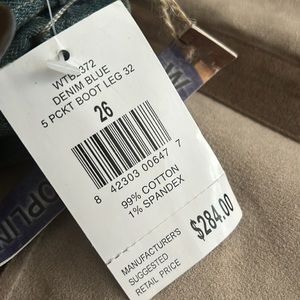 WTB2372
DENIM BLUE
5 PCKT BOOT LEG 32
26
8 42303 00647 7
99% COTTON
1% SPANDEX
MANUFACTURER'S
SUGGESTED
RETAIL PRICE
$284.00